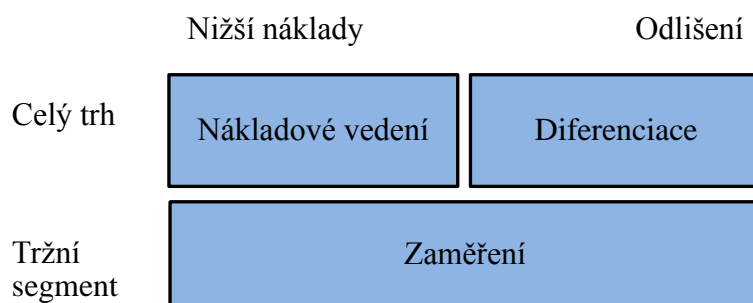 Nižší náklady Odlišení
Celý trh
Nákladové vedení Diferenciace
Tržní
segment
Zaměření